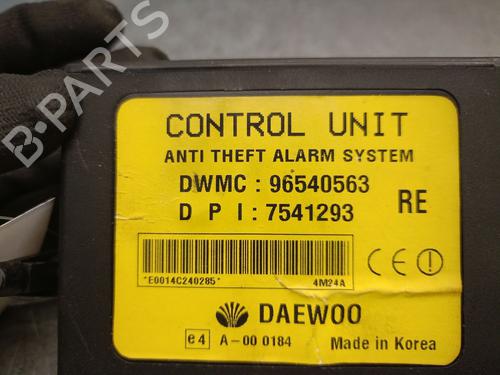 B-PARTS
CONTROL UNIT
ANTI THEFT ALARM SYSTEM
DWMC : 96540563
D P I : 7541293
RE
*E0014C240285*
4M24A
CE !
DAEWOO
e4 A-00 0184
Made in Korea